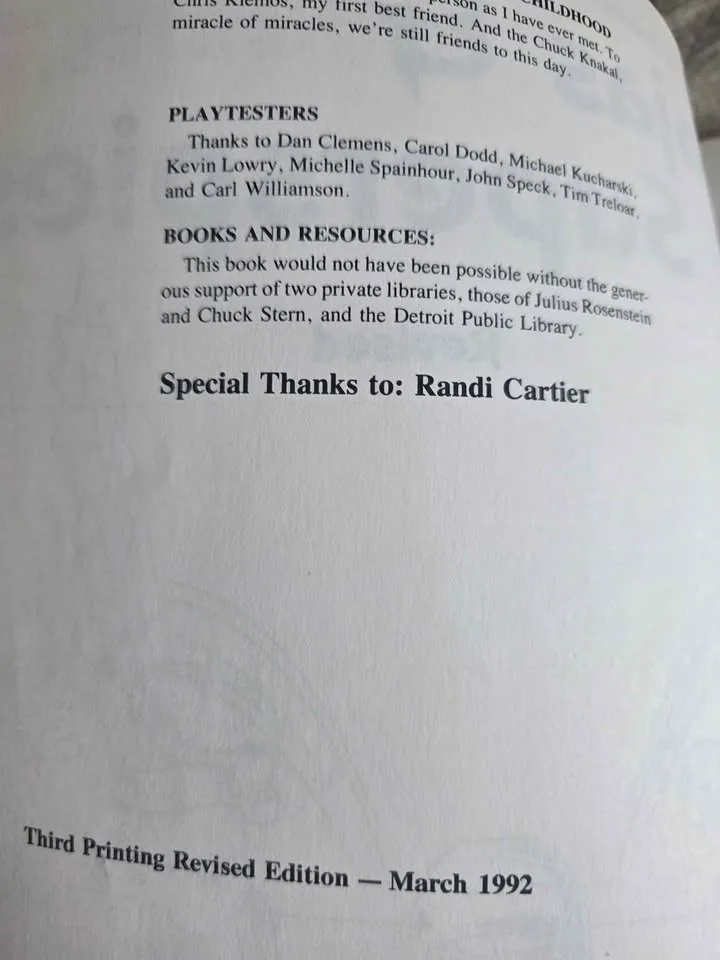 person as I have ever met. To
CHILDHOOD
Chris Klemos, my first best friend. And the Chuck Knakal,
miracle of miracles, we're still friends to this day.
PLAYTESTERS
Thanks to Dan Clemens, Carol Dodd, Michael Kucharski,
Kevin Lowry, Michelle Spainhour, John Speck, Tim Treloar,
and Carl Williamson.
BOOKS AND RESOURCES:
This book would not have been possible without the gener-
ous support of two private libraries, those of Julius Rosenstein
and Chuck Stern, and the Detroit Public Library.
Special Thanks to: Randi Cartier
Third Printing Revised Edition — March 1992